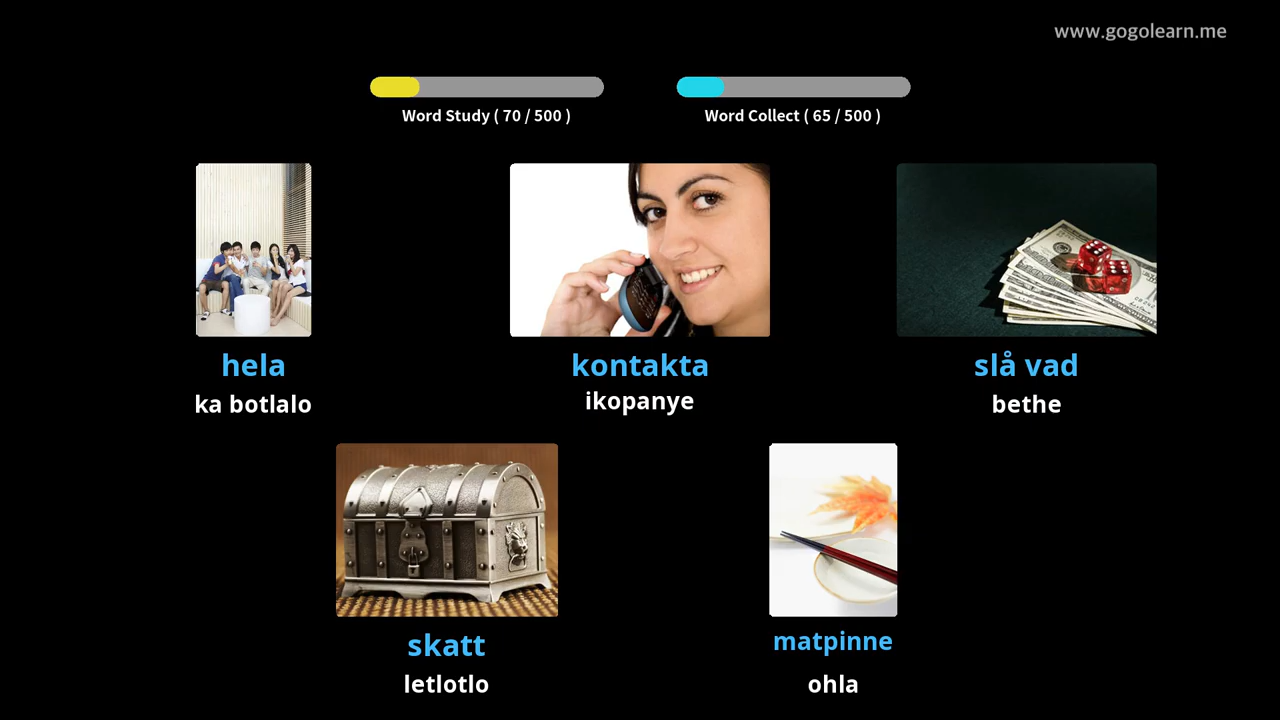 www.gogolearn.me
Word Study ( 70 / 500 )
Word Collect ( 65 / 500 )
hela
kontakta
slå vad
ka botlalo
ikopanye
bethe
skatt
matpinne
letlotlo
ohla